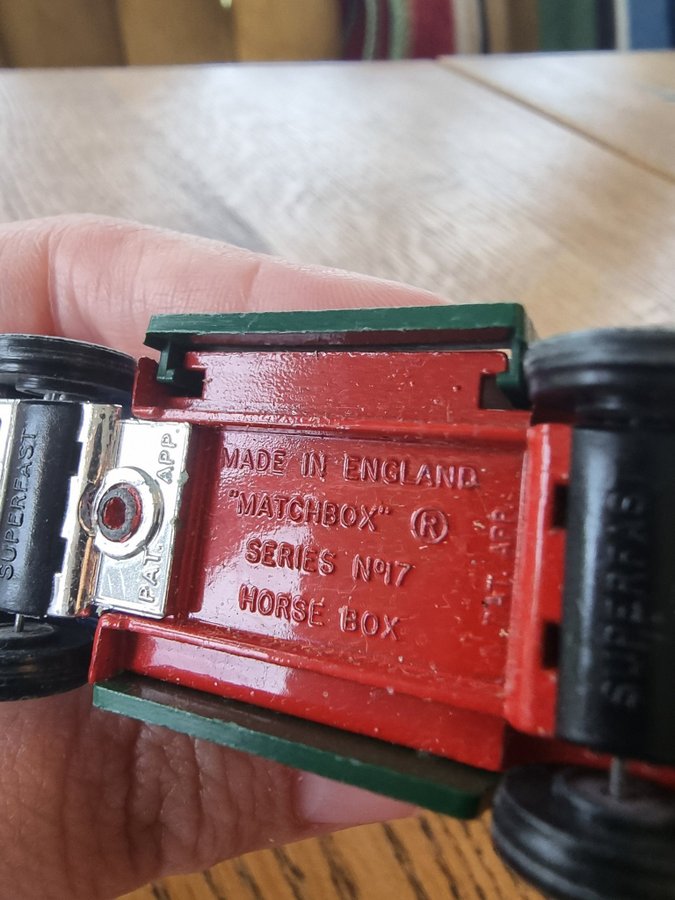 MADE IN ENGLAND
"MATCHBOX" ®
SERIES Nº17
HORSE BOX
PAT. APP
PAT. APP.
SUPERFAST
SUPERFAST